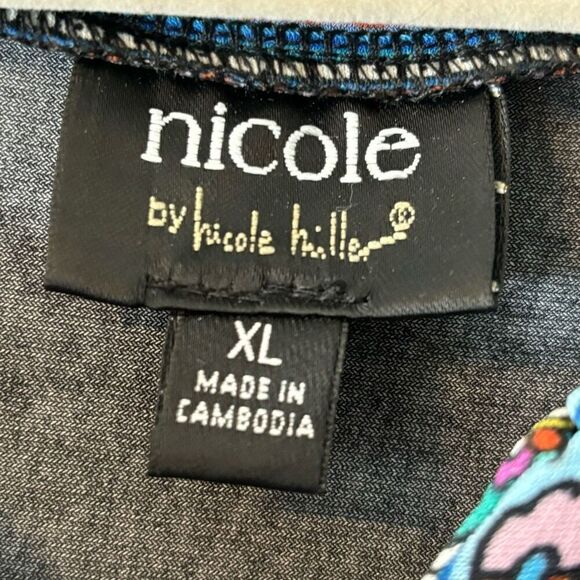 nicole
by nicole miller ®
XL
MADE IN
CAMBODIA